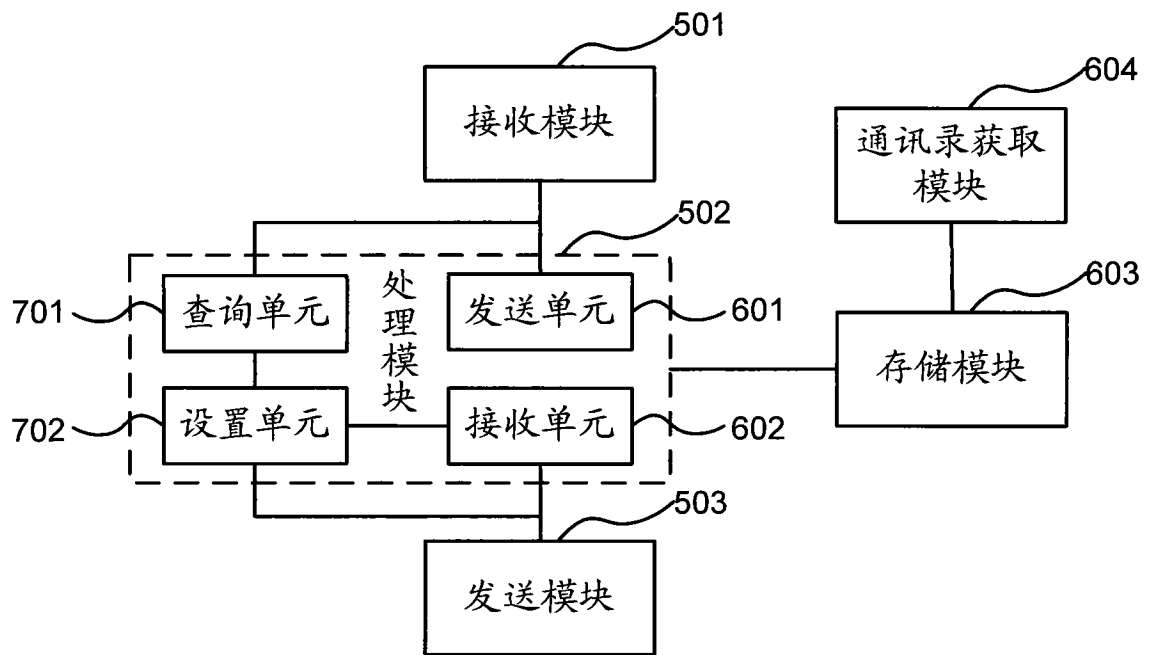 501
接收模块
604
通讯录获取
模块
502
处理模块
701
查询单元
发送单元
601
603
存储模块
702
设置单元
接收单元
602
503
发送模块